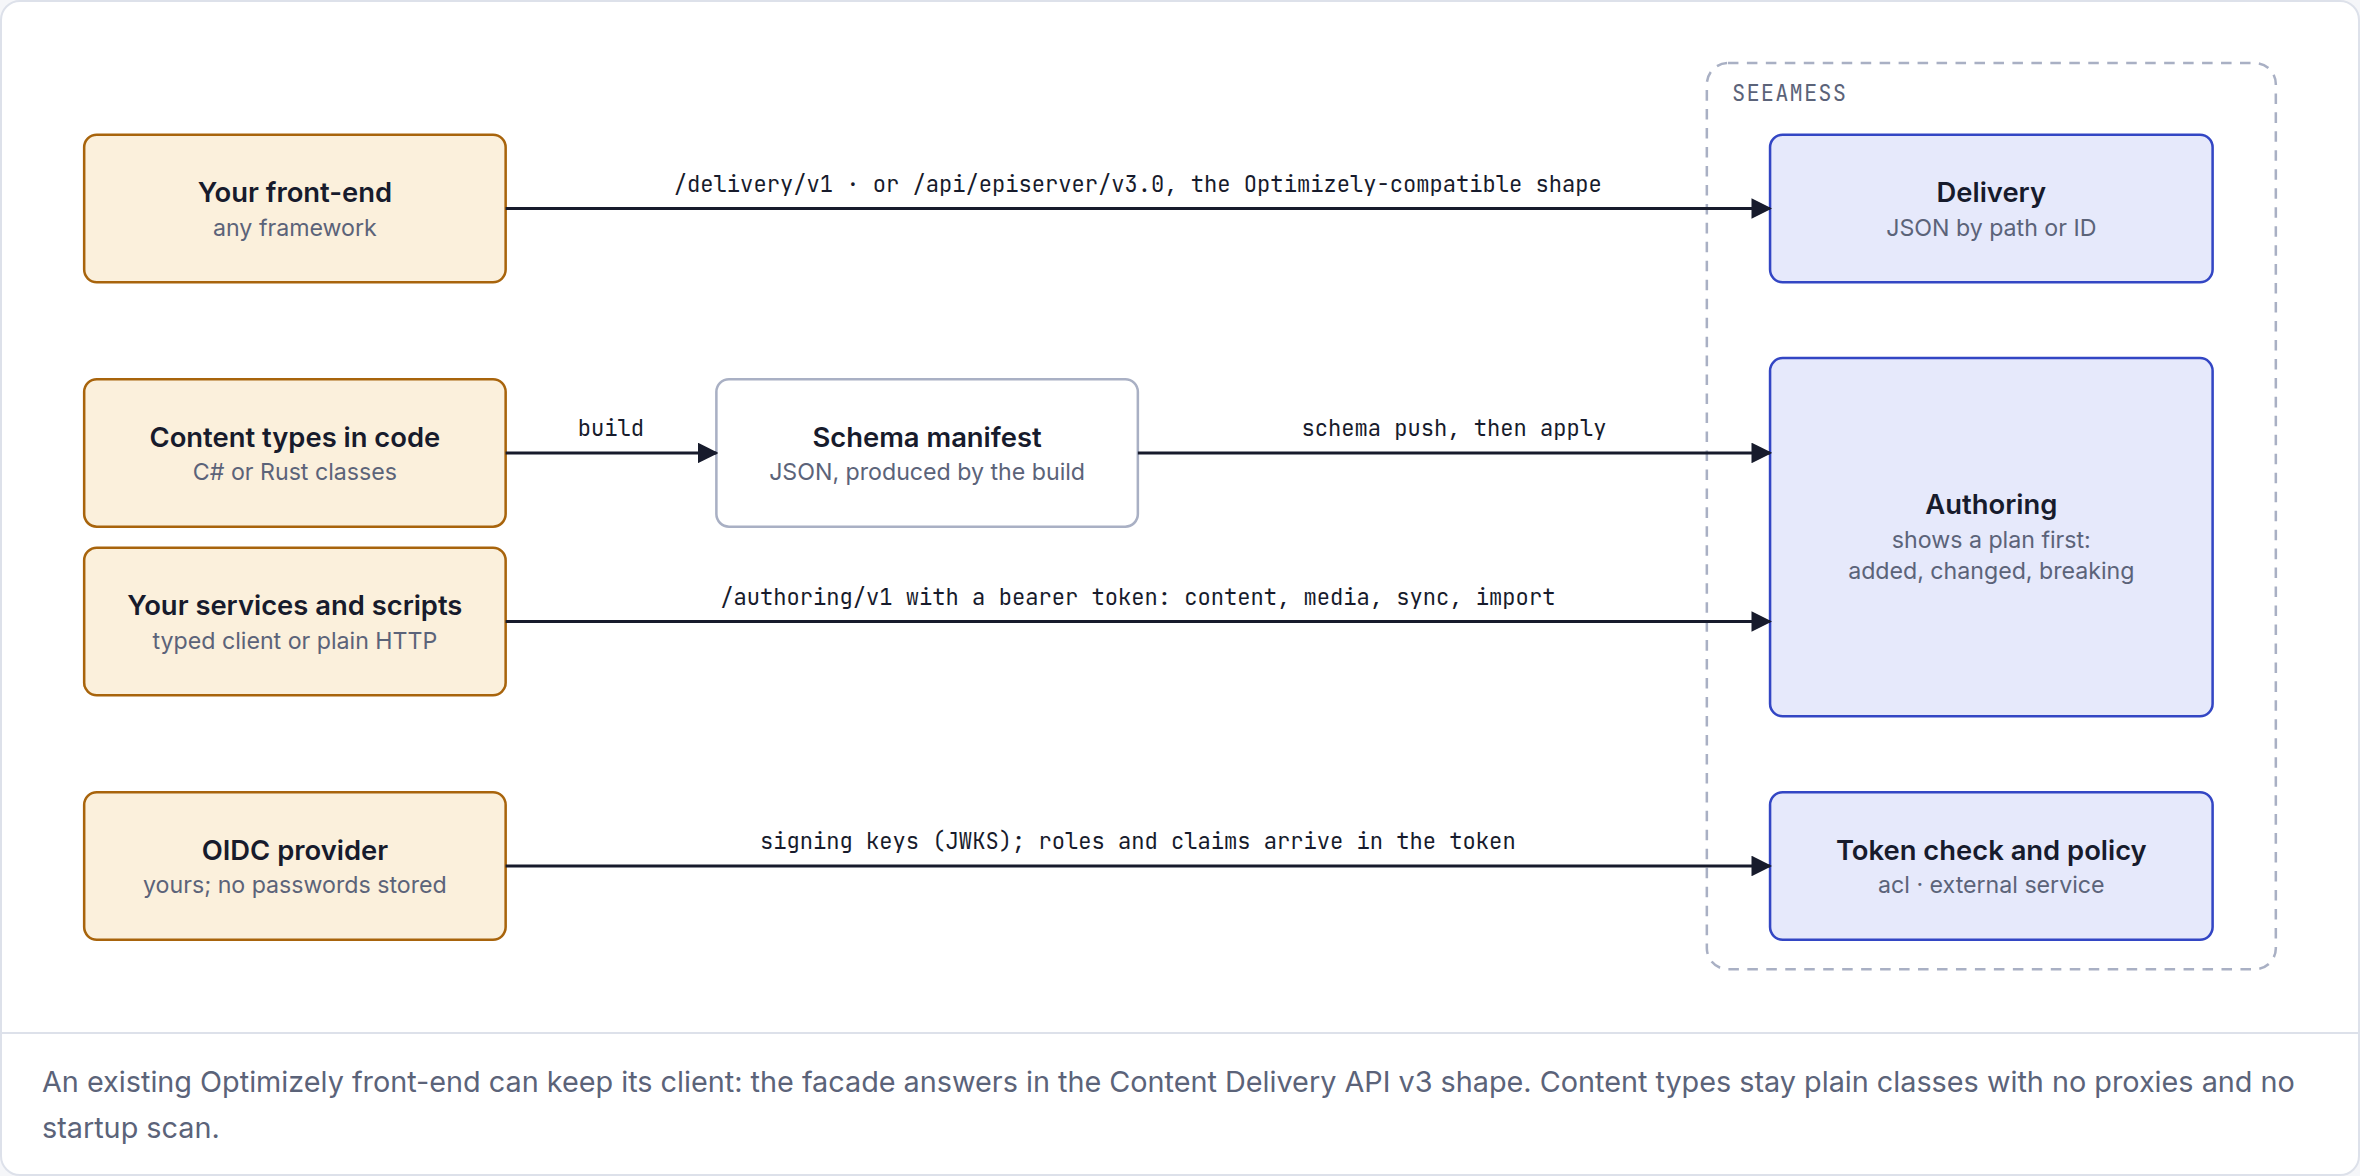 SEEAMESS
Your front-end
any framework
/delivery/v1 · or /api/episerver/v3.0, the Optimizely-compatible shape
Delivery
JSON by path or ID
Content types in code
C# or Rust classes
build
Schema manifest
JSON, produced by the build
schema push, then apply
Authoring
shows a plan first:
added, changed, breaking
Your services and scripts
typed client or plain HTTP
/authoring/v1 with a bearer token: content, media, sync, import
OIDC provider
yours; no passwords stored
signing keys (JWKS); roles and claims arrive in the token
Token check and policy
acl · external service
An existing Optimizely front-end can keep its client: the facade answers in the Content Delivery API v3 shape. Content types stay plain classes with no proxies and no
startup scan.